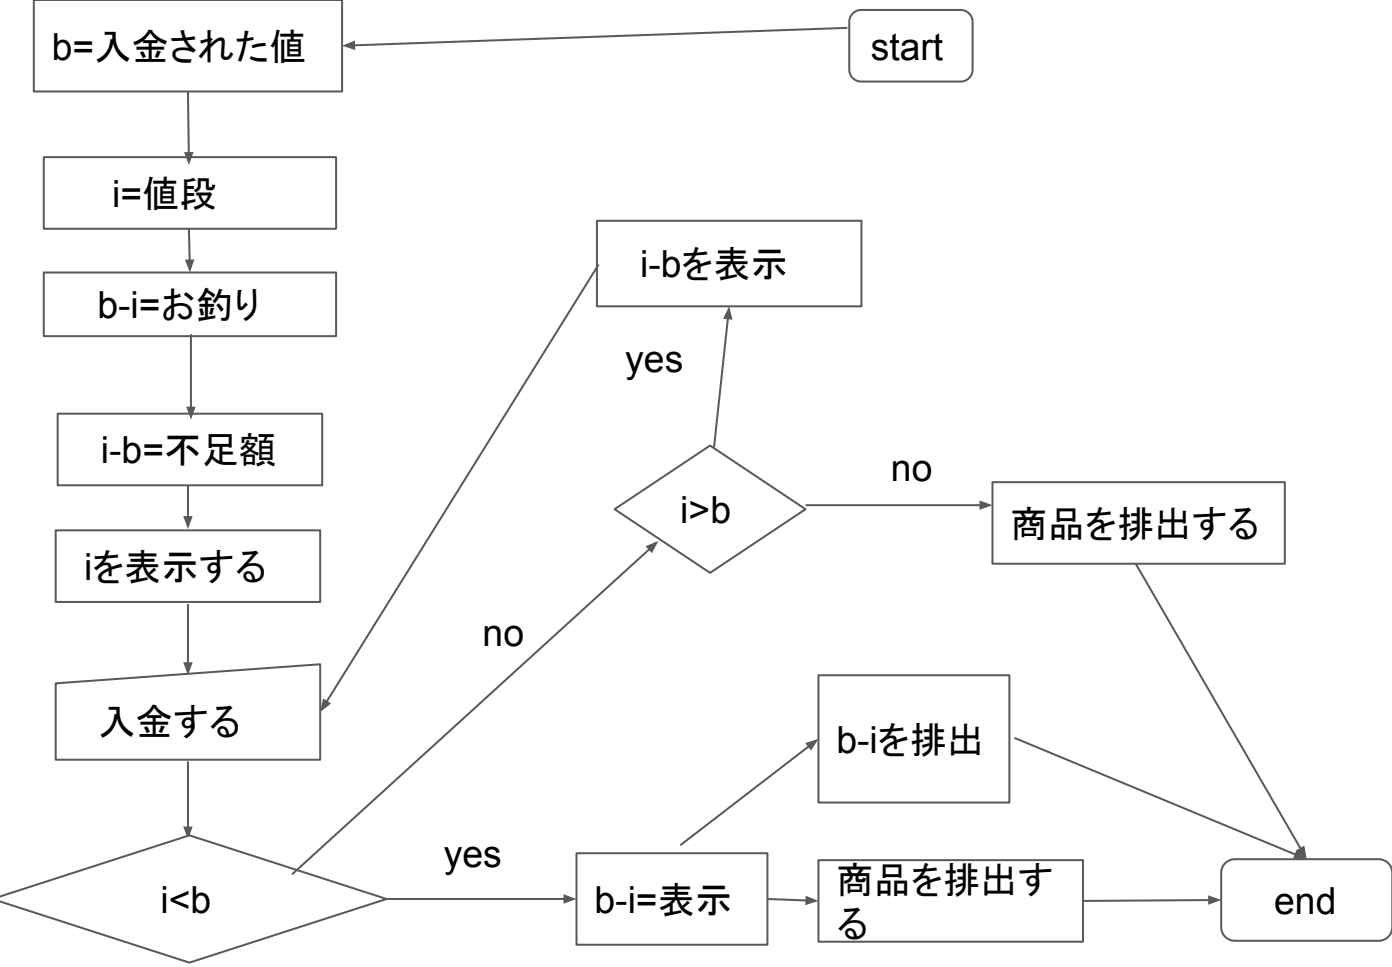 b=入金された値
start
i=値段
b-i=お釣り
i-bを表示
yes
i-b=不足額
i>b
no
商品を排出する
iを表示する
no
入金する
b-iを排出
i<b
yes
b-i=表示
商品を排出す
る
end